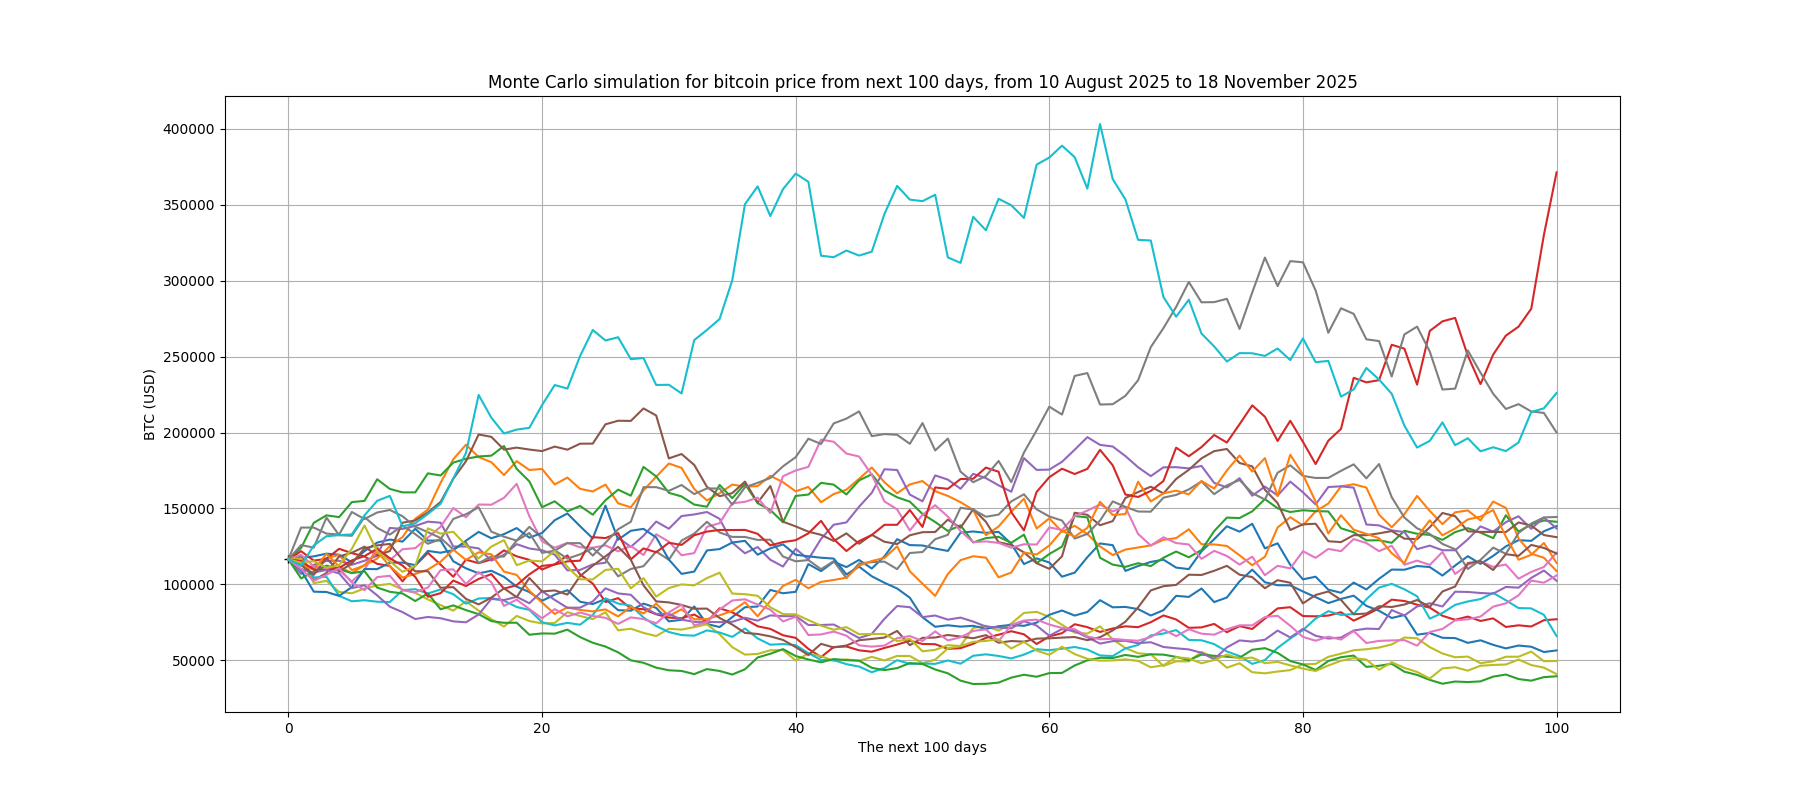 Monte Carlo simulation for bitcoin price from next 100 days, from 10 August 2025 to 18 November 2025
400000
350000
300000
250000
200000
150000
100000
50000
BTC (USD)
0 20 40 60 80 100
The next 100 days